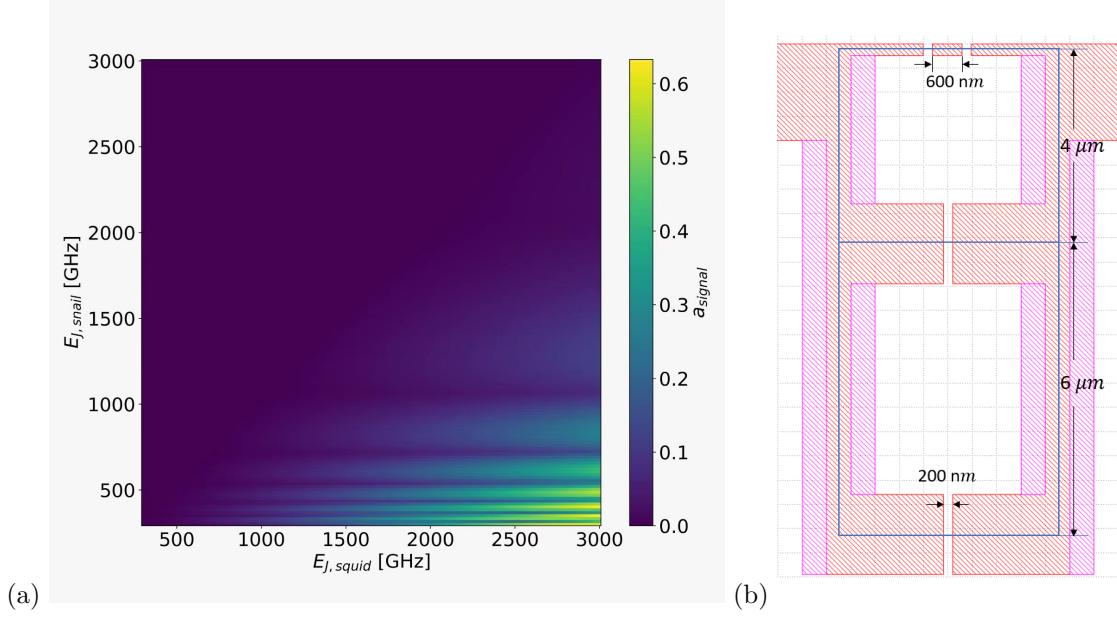 3000
2500
2000
1500
1000
500
E_{J, snail} [GHz]
500 1000 1500 2000 2500 3000
E_{J, squid} [GHz]
0.6
0.5
0.4
0.3
0.2
0.1
0.0
a_{signal}
(a)
600 nm
4 μm
6 μm
200 nm
(b)